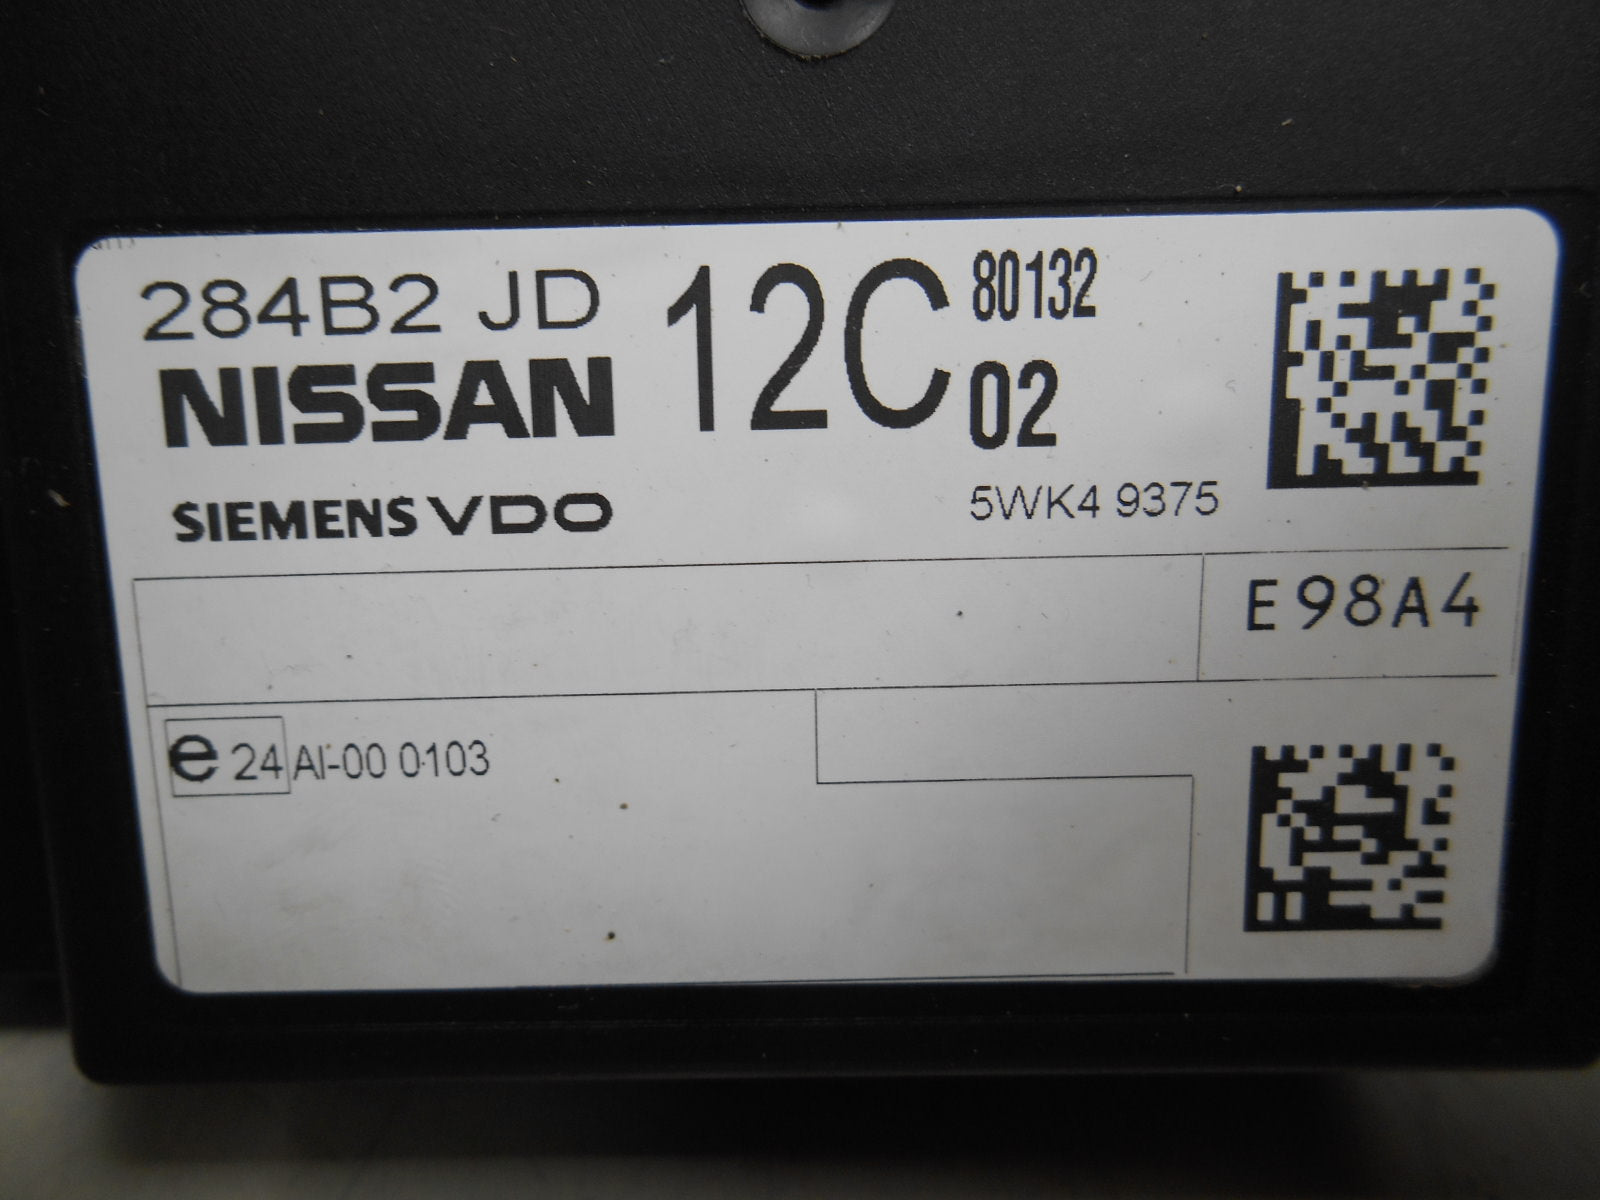 284B2 JD 12C 80132
NISSAN 02
SIEMENS VDO 5WK4 9375
E98A4
e 24 AI-00 0103